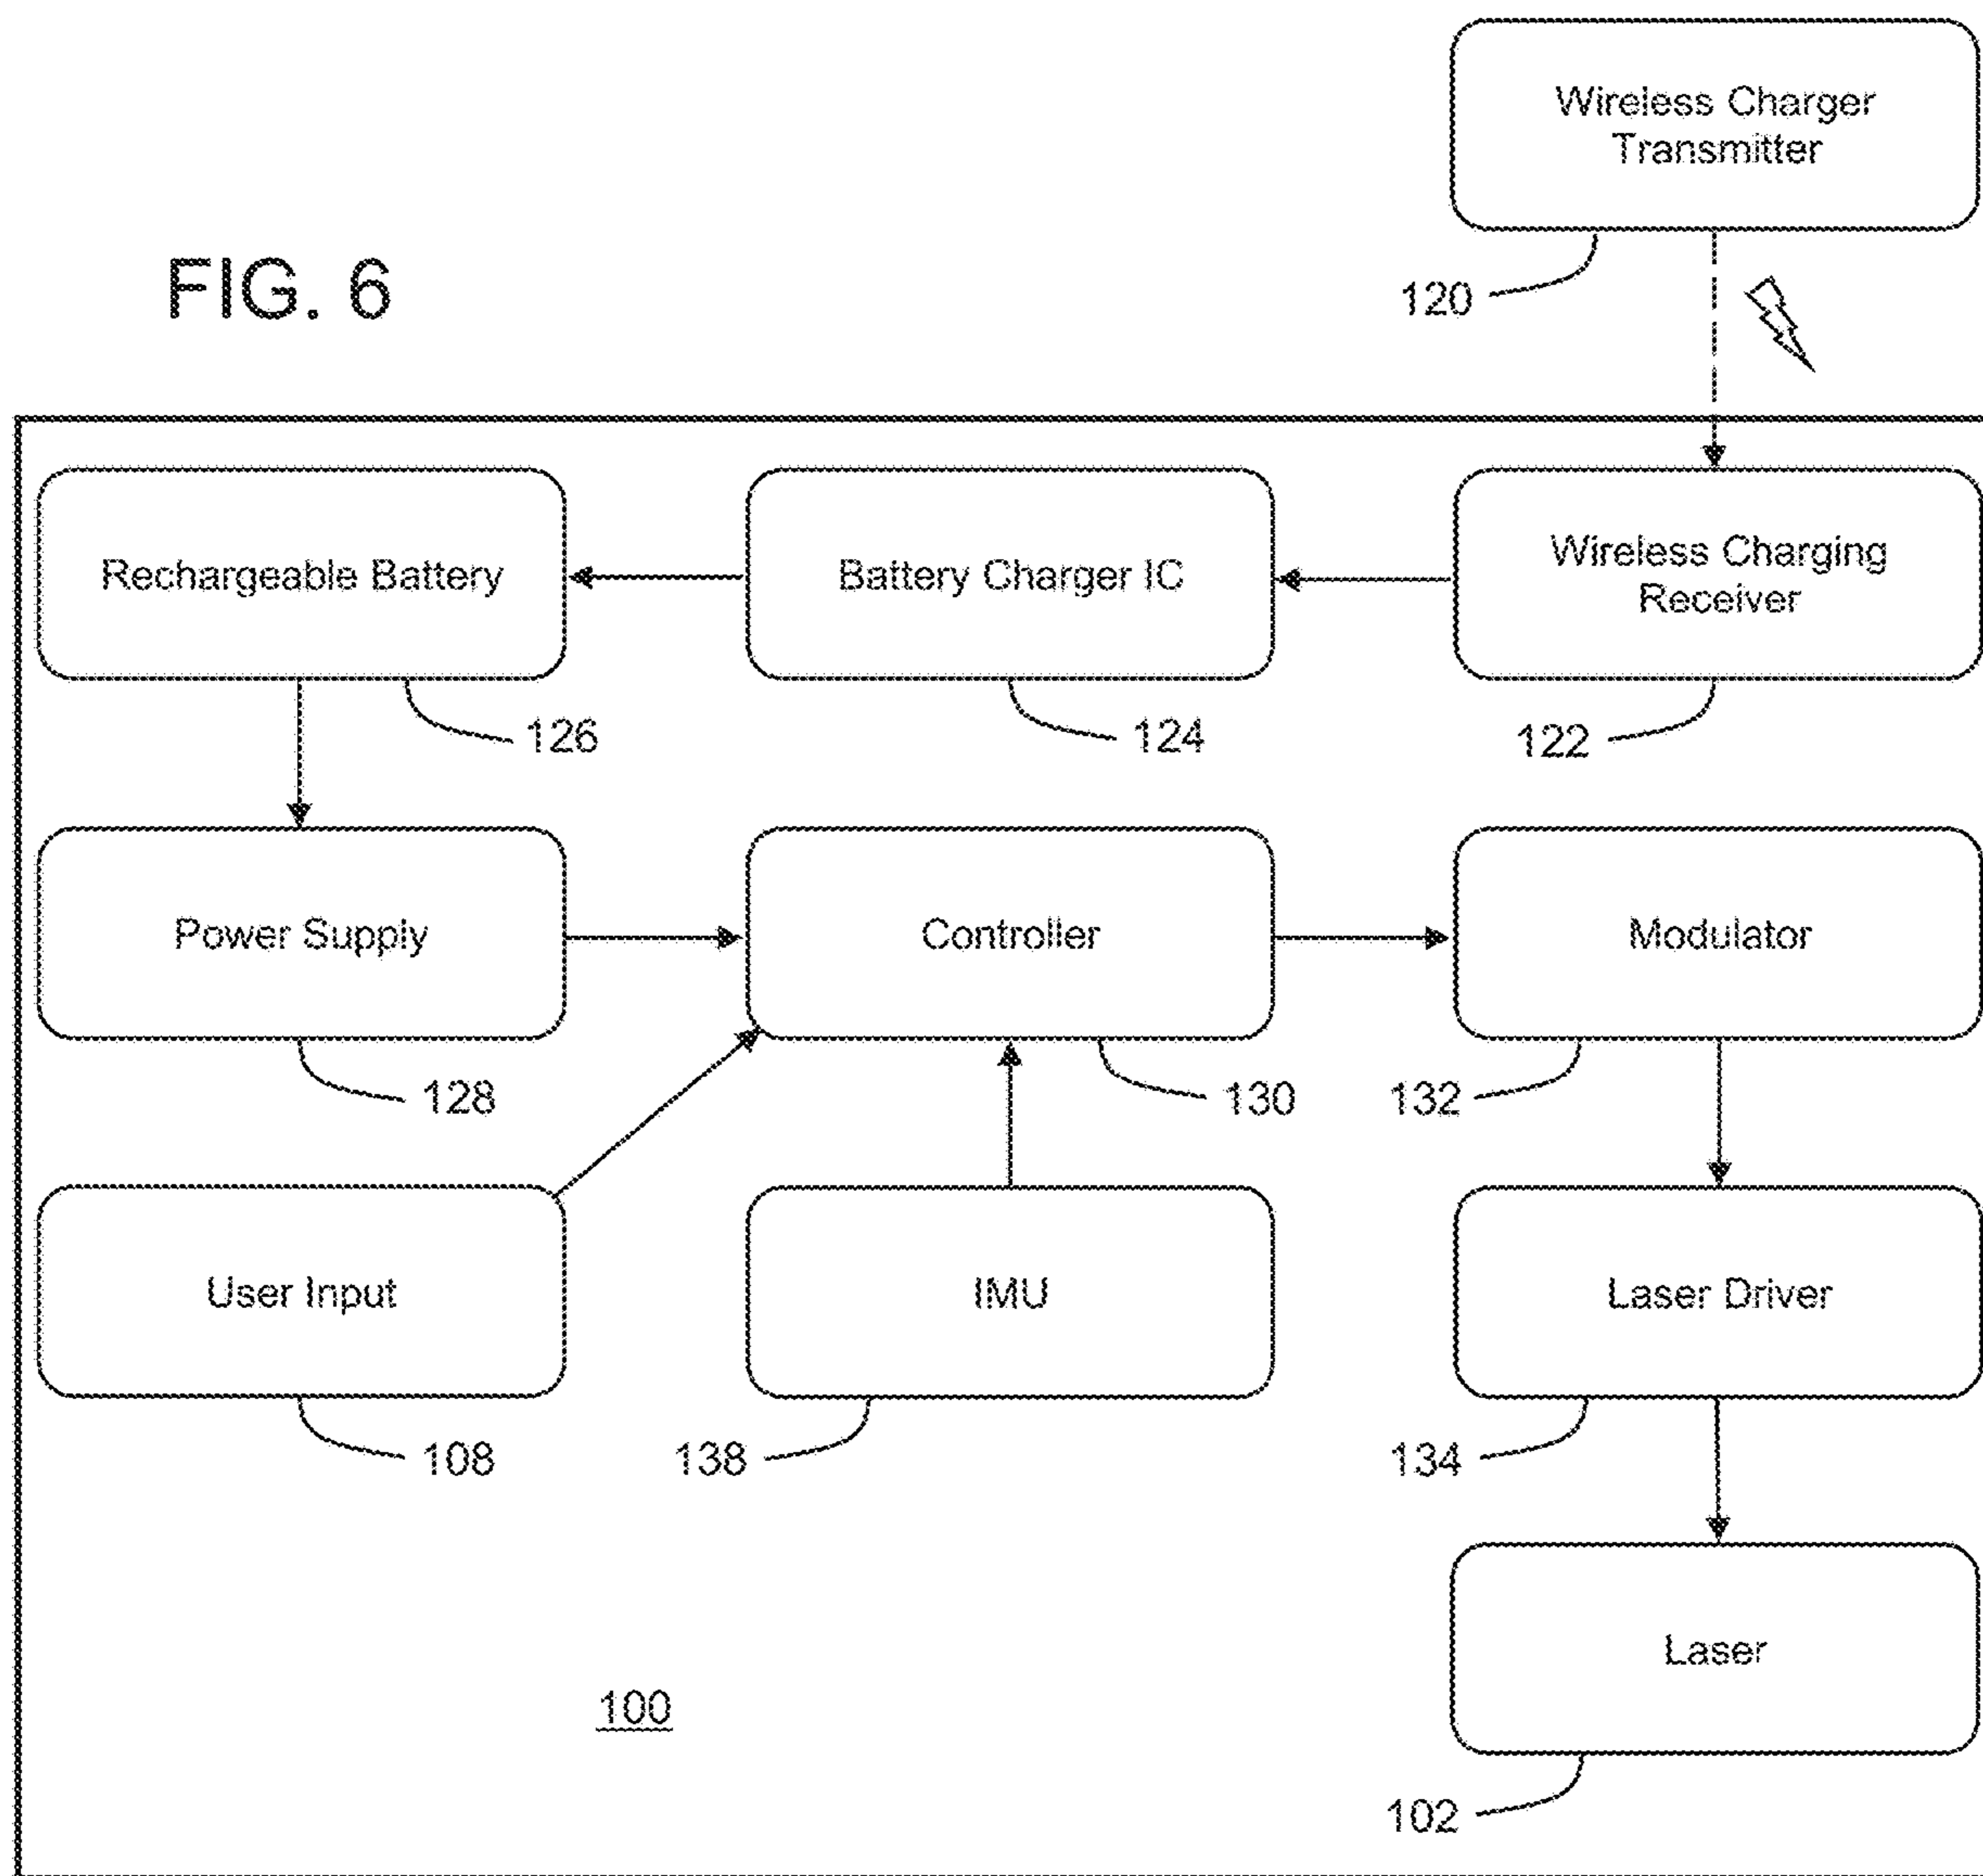 Wireless Charger
Transmitter
FIG. 6
120
Rechargeable Battery
Battery Charger IC
Wireless Charging
Receiver
126
124
122
Power Supply
Controller
Modulator
128
130
132
User Input
IMU
Laser Driver
108
138
134
Laser
100
102